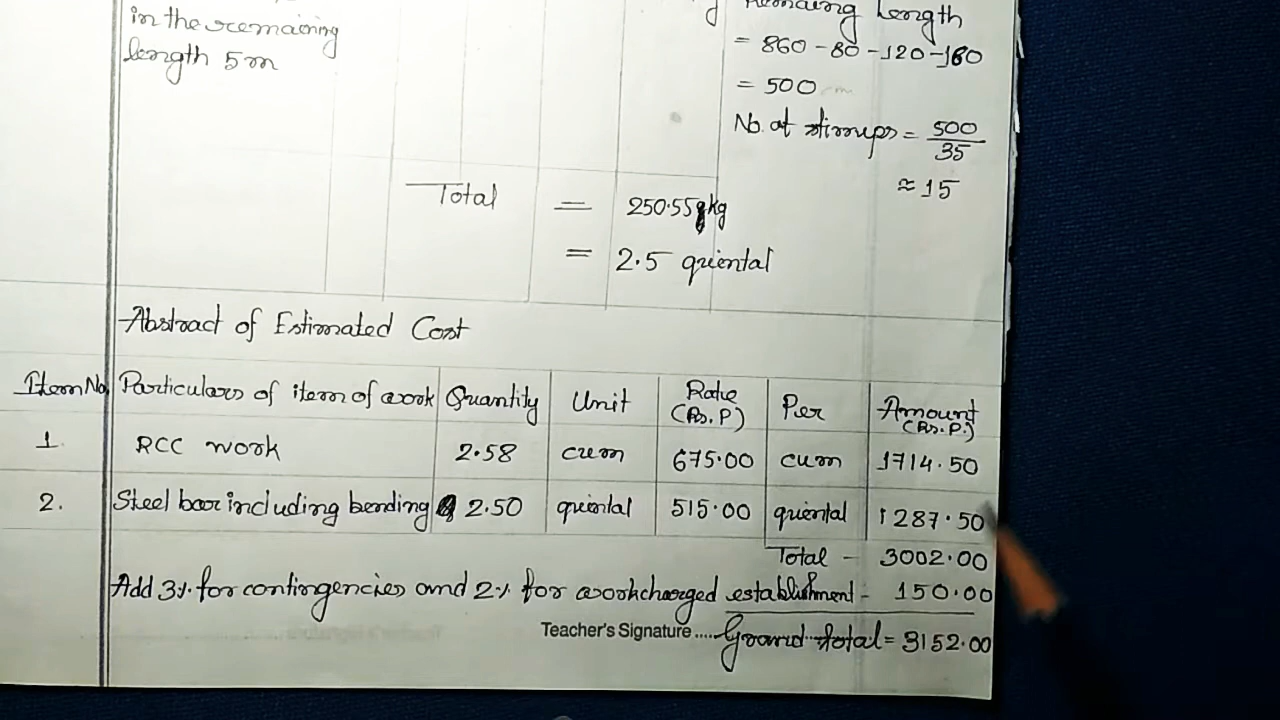 in the remaining
length 5m
Remaing Length
= 860 - 80 - 120 - 160
= 500
No. of stirrups = 500/35
≈ 15
Total = 250.55 kg
= 2.5 quental
Abstract of Estimated Cost
Item No. Particulars of item of work Quantity Unit Rate (Rs. P) Per Amount (Rs. P.)
1. RCC work 2.58 cum 675.00 cum 1714.50
2. Steel bar including bending 2.50 quental 515.00 quental 1287.50
Total - 3002.00
Add 3%. for contingencies and 2%. for workcharged establishment - 150.00
Teacher's Signature ..... Grand total = 3152.00